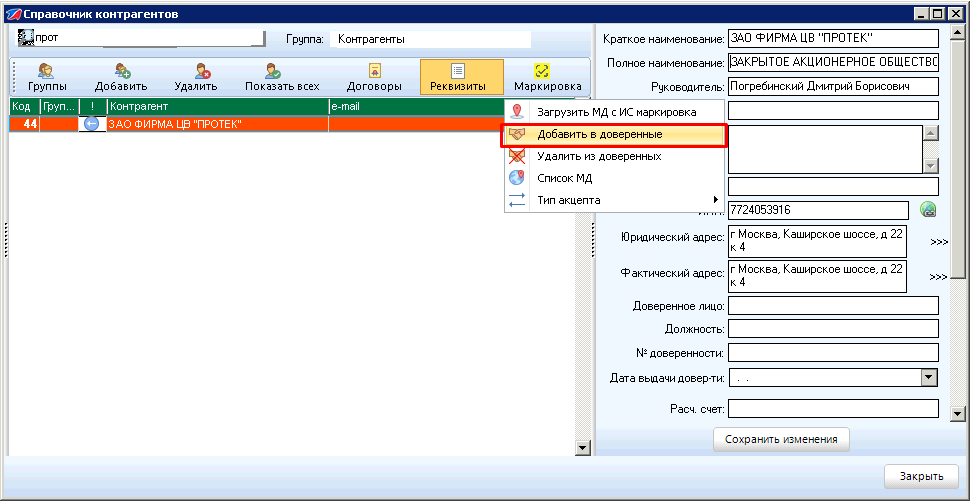 Справочник контрагентов
прот
Группа: Контрагенты
Группы Добавить Удалить Показать всех Договоры Реквизиты Маркировка
Код Груп... ! Контрагент e-mail
44 ЗАО ФИРМА ЦВ "ПРОТЕК"
Загрузить МД с ИС маркировка
Добавить в доверенные
Удалить из доверенных
Список МД
Тип акцепта
Краткое наименование: ЗАО ФИРМА ЦВ "ПРОТЕК"
Полное наименование: ЗАКРЫТОЕ АКЦИОНЕРНОЕ ОБЩЕСТВО
Руководитель: Погребинский Дмитрий Борисович
ИНН: 7724053916
Юридический адрес: г Москва, Каширское шоссе, д 22
к 4
>>>
Фактический адрес: г Москва, Каширское шоссе, д 22
к 4
>>>
Доверенное лицо:
Должность:
№ доверенности:
Дата выдачи довер-ти: . .
Расч. счет:
Сохранить изменения
Закрыть